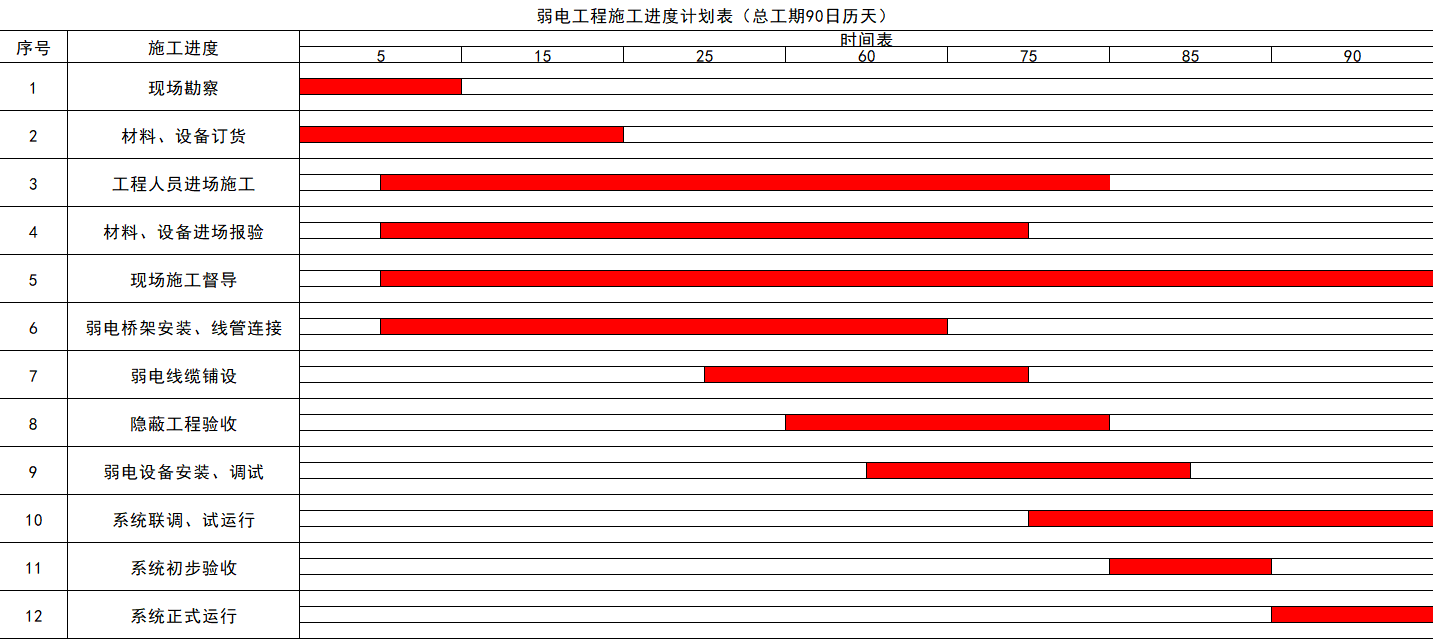 弱电工程施工进度计划表（总工期90日历天）
序号 施工进度 时间表
5 15 25 60 75 85 90
1 现场勘察
2 材料、设备订货
3 工程人员进场施工
4 材料、设备进场报验
5 现场施工督导
6 弱电桥架安装、线管连接
7 弱电线缆铺设
8 隐蔽工程验收
9 弱电设备安装、调试
10 系统联调、试运行
11 系统初步验收
12 系统正式运行